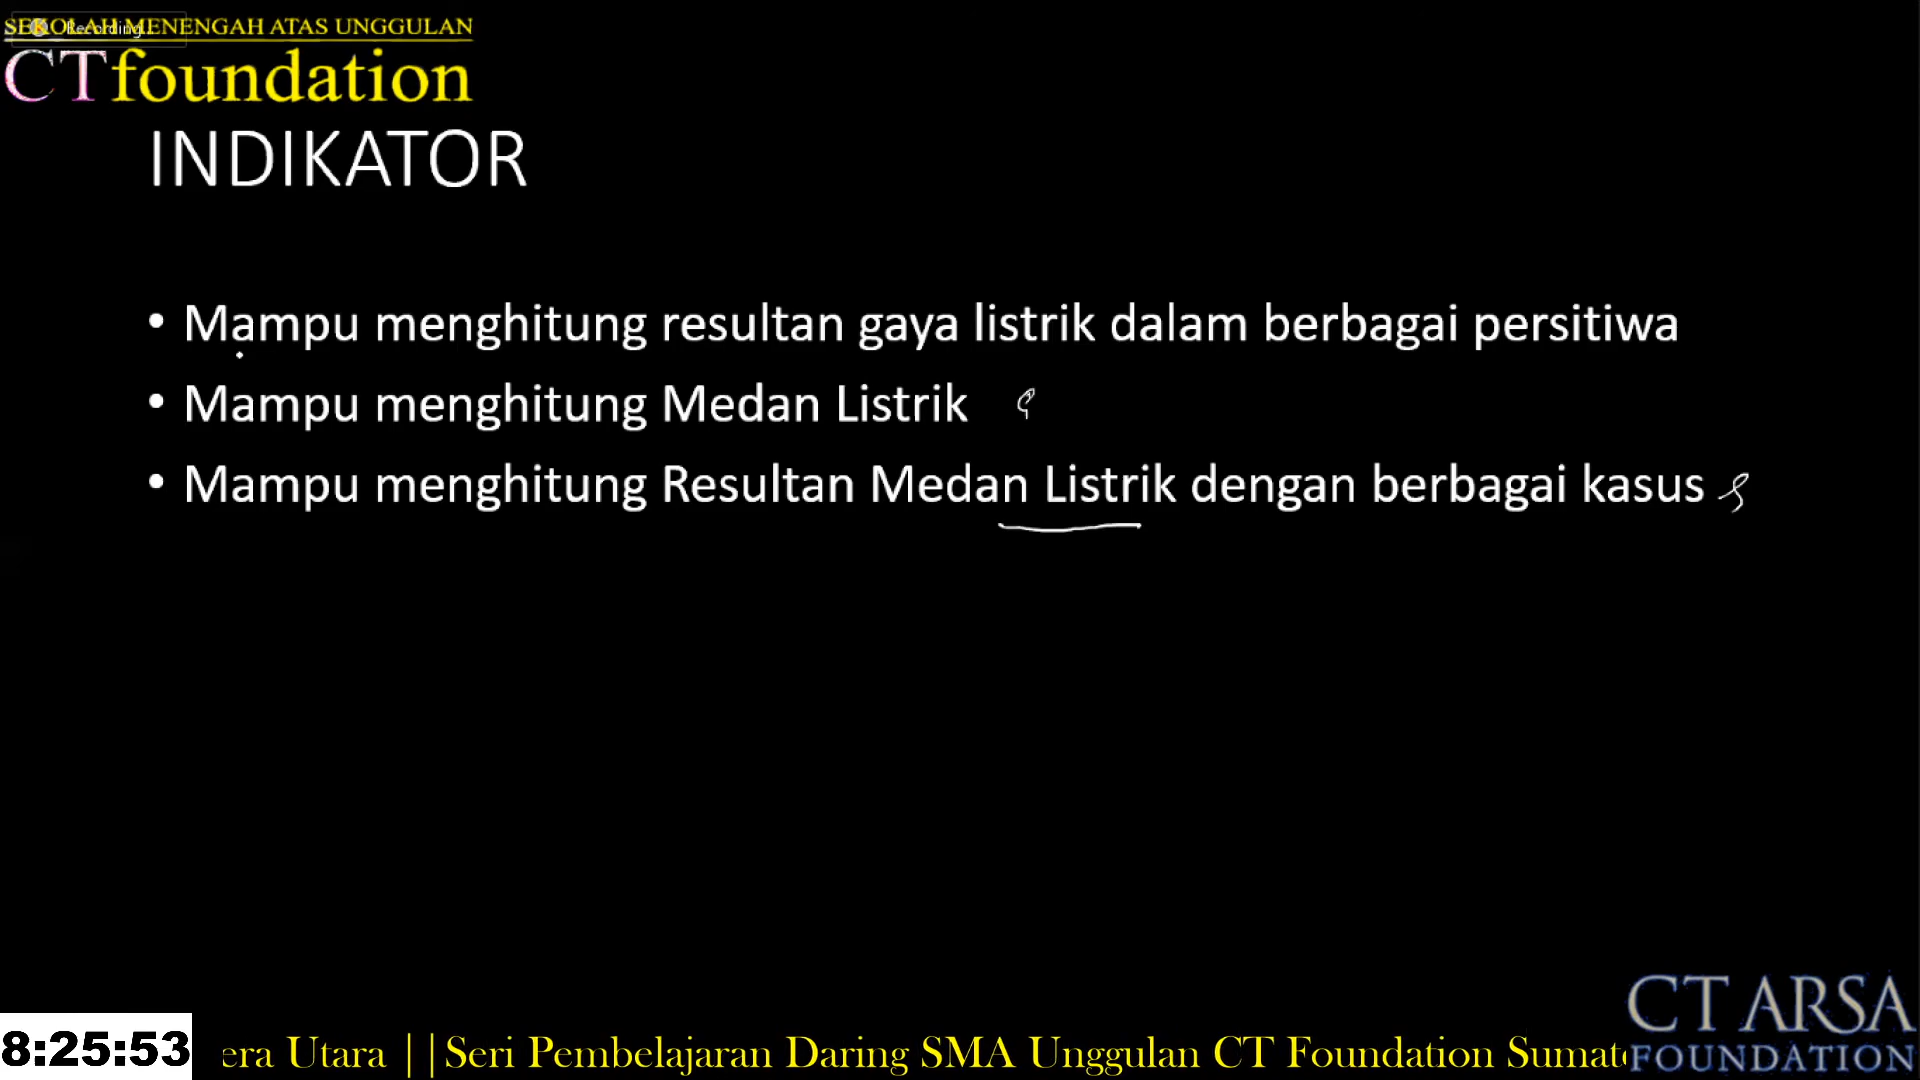 SEKOLAH MENENGAH ATAS UNGGULAN
Recording...
CTfoundation
INDIKATOR
• Mampu menghitung resultan gaya listrik dalam berbagai persitiwa
• Mampu menghitung Medan Listrik
• Mampu menghitung Resultan Medan Listrik dengan berbagai kasus
CT ARSA
FOUNDATION
8:25:53
era Utara ||Seri Pembelajaran Daring SMA Unggulan CT Foundation Sumat